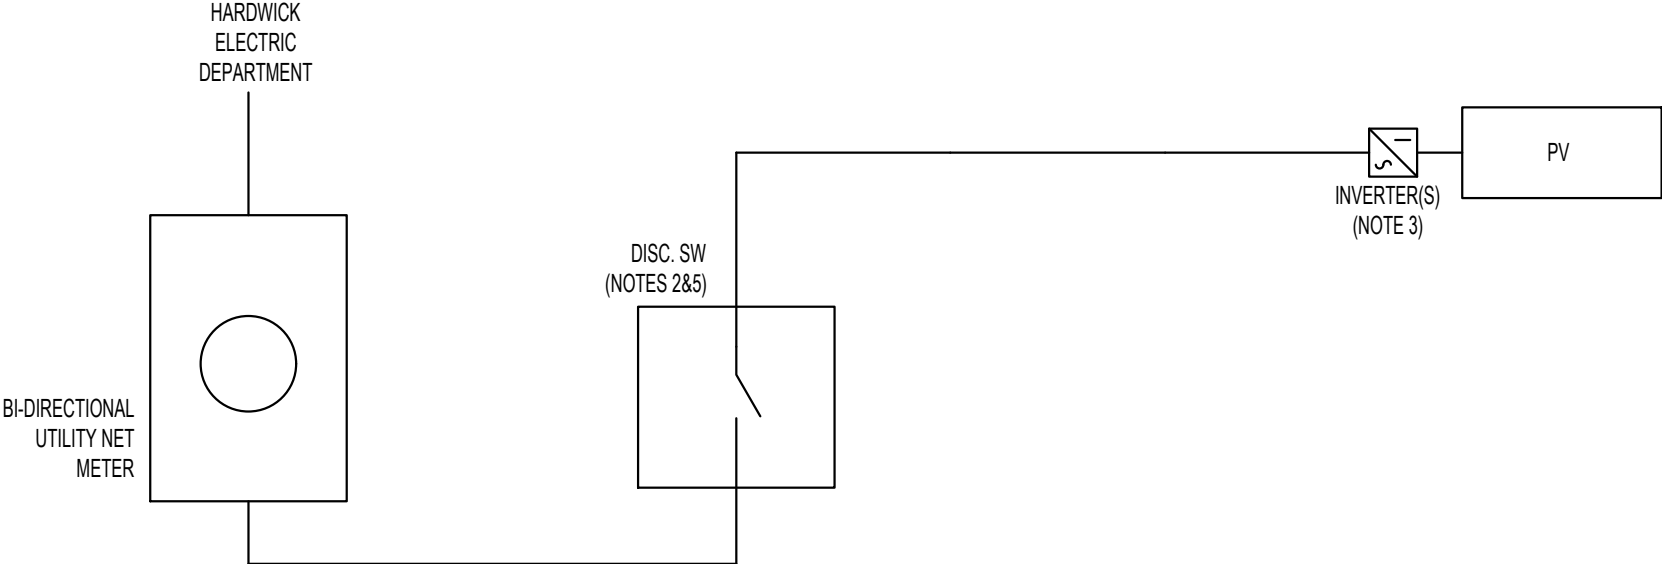 HARDWICK
ELECTRIC
DEPARTMENT
PV
INVERTER(S)
(NOTE 3)
DISC. SW
(NOTES 2&5)
BI-DIRECTIONAL
UTILITY NET
METER